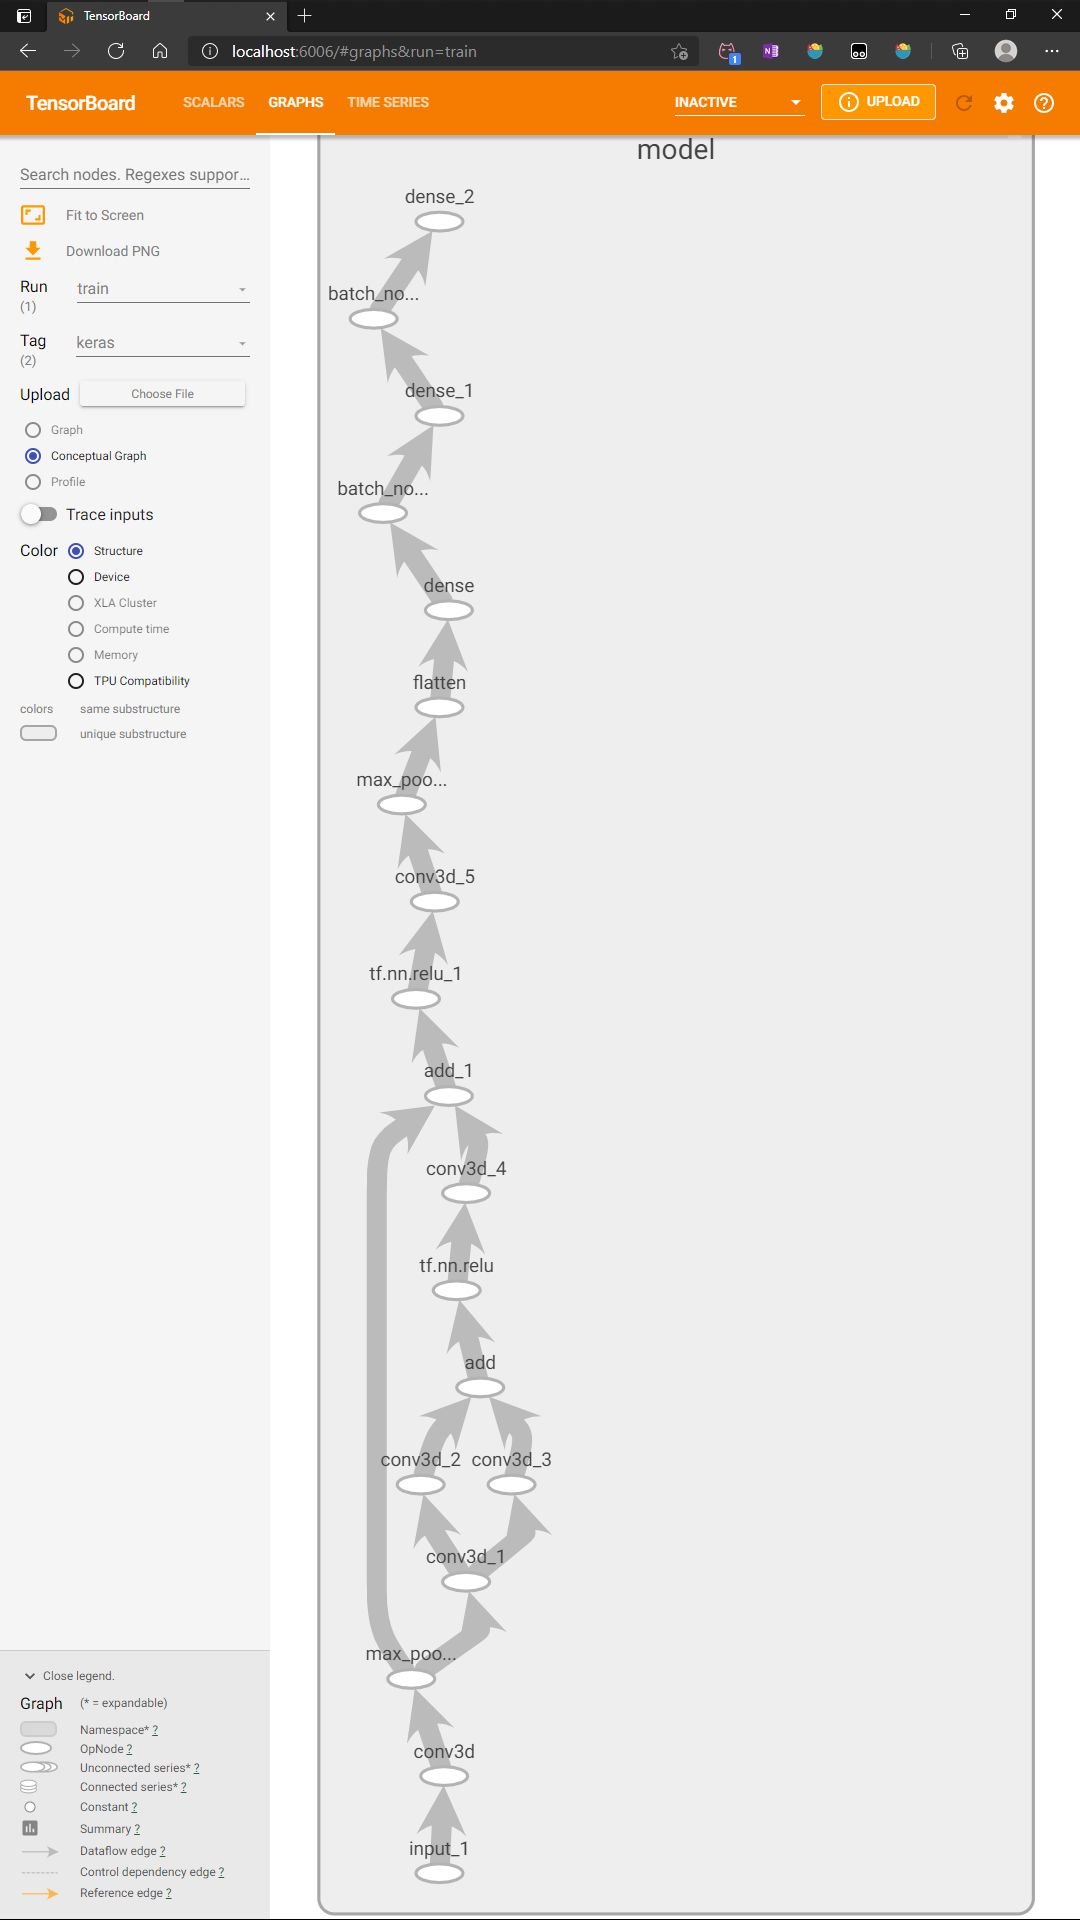 TensorBoard
localhost:6006/#graphs&run=train
1
TensorBoard
SCALARS
GRAPHS
TIME SERIES
INACTIVE
UPLOAD
Search nodes. Regexes suppor...
Fit to Screen
Download PNG
Run
(1)
train
Tag
(2)
keras
Upload
Choose File
Graph
Conceptual Graph
Profile
Trace inputs
Color
Structure
Device
XLA Cluster
Compute time
Memory
TPU Compatibility
colors
same substructure
unique substructure
Close legend.
Graph
(* = expandable)
Namespace* ?
OpNode ?
Unconnected series* ?
Connected series* ?
Constant ?
Summary ?
Dataflow edge ?
Control dependency edge ?
Reference edge ?
model
dense_2
batch_no...
dense_1
batch_no...
dense
flatten
max_poo...
conv3d_5
tf.nn.relu_1
add_1
conv3d_4
tf.nn.relu
add
conv3d_2
conv3d_3
conv3d_1
max_poo...
conv3d
input_1